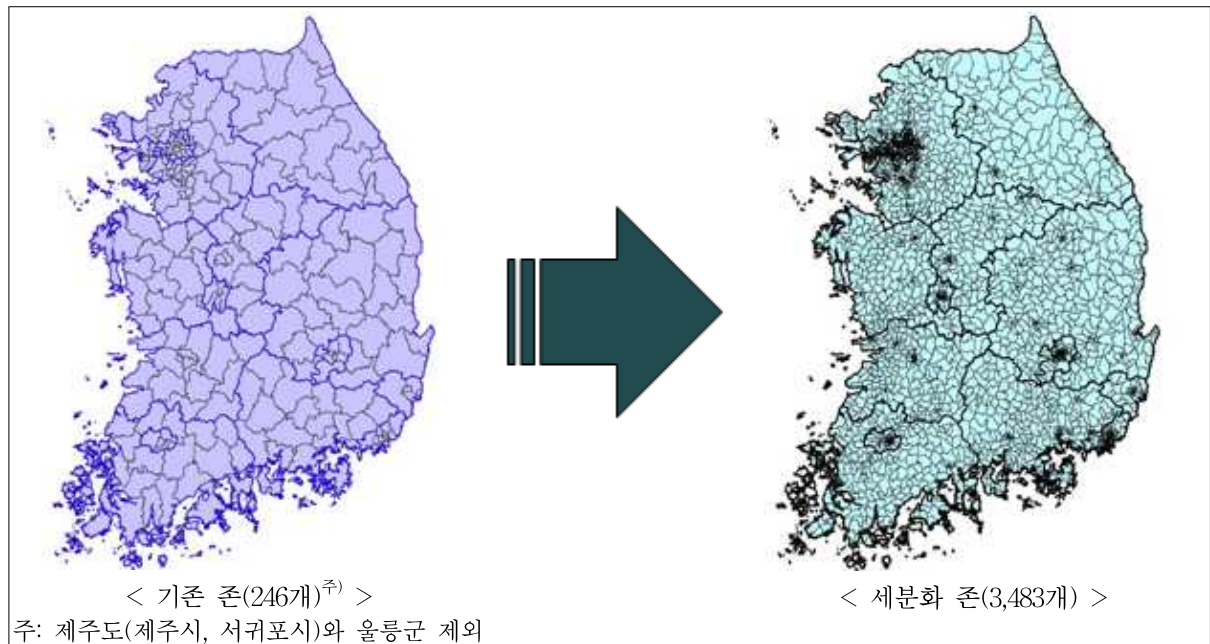 < 기존 존(246개)주) >
< 세분화 존(3,483개) >
주: 제주도(제주시, 서귀포시)와 울릉군 제외